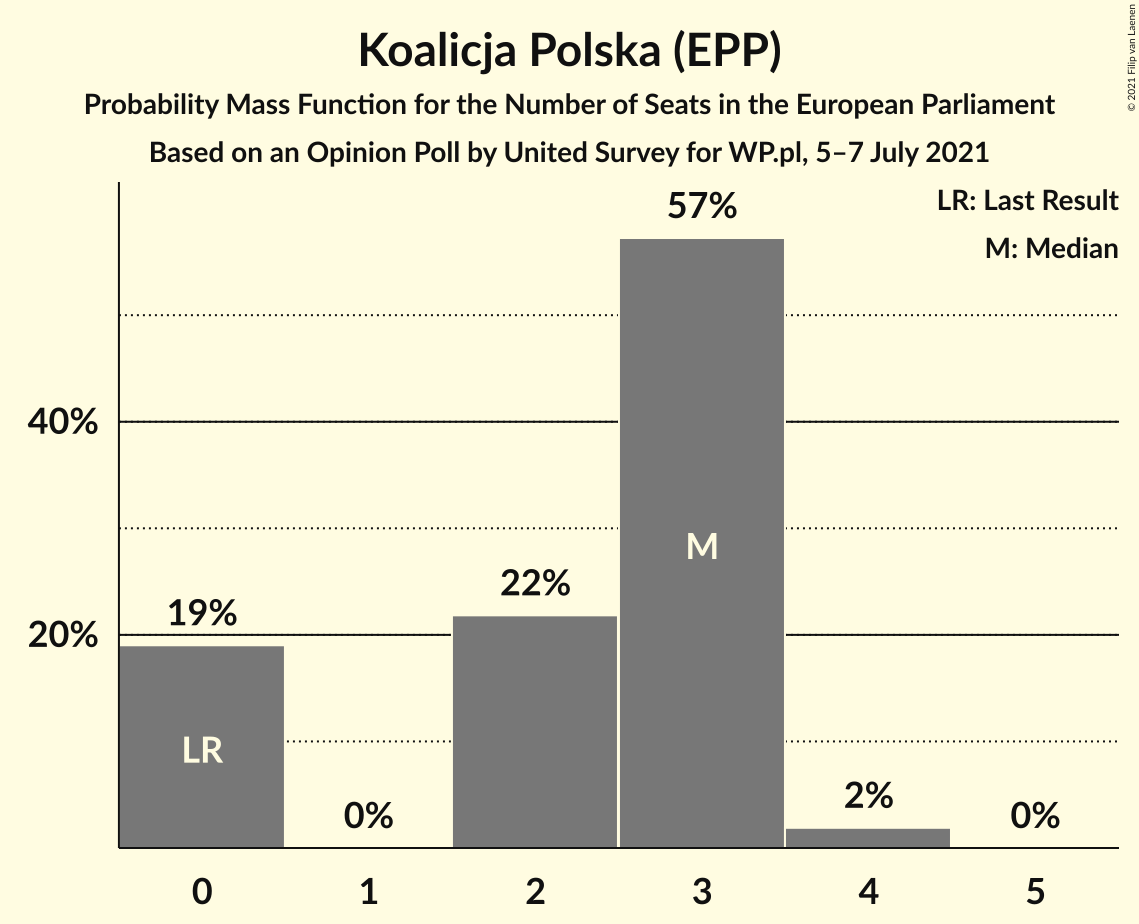 Koalicja Polska (EPP)
Probability Mass Function for the Number of Seats in the European Parliament
Based on an Opinion Poll by United Survey for WP.pl, 5–7 July 2021
© 2021 Filip van Laenen
LR: Last Result
M: Median
57%
40%
M
22%
19%
20%
LR
2%
0%
0%
0 1 2 3 4 5